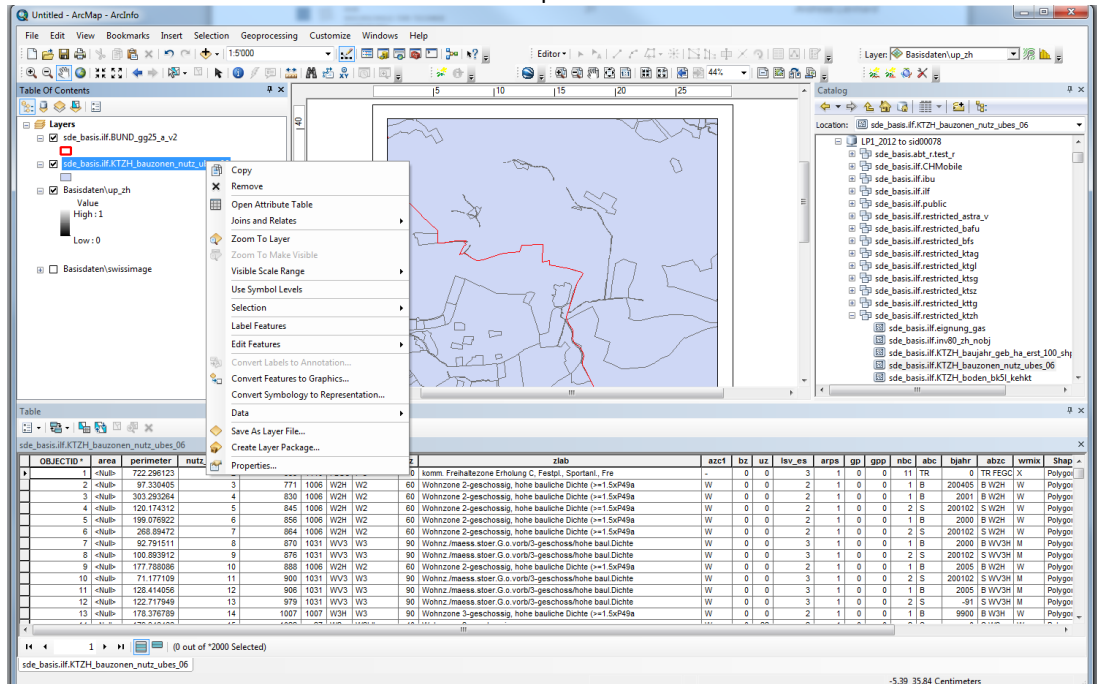 Untitled - ArcMap - ArcInfo
File Edit View Bookmarks Insert Selection Geoprocessing Customize Windows Help
1:5'000
Editor
Layer: Basisdaten\up_zh
44%
Table Of Contents
Layers
sde_basis.ilf.BUND_gg25_a_v2
sde_basis.ilf.KTZH_bauzonen_nutz_ub
Basisdaten\up_zh
Value
High : 1
Low : 0
Basisdaten\swissimage
Copy
Remove
Open Attribute Table
Joins and Relates
Zoom To Layer
Zoom To Make Visible
Visible Scale Range
Use Symbol Levels
Selection
Label Features
Edit Features
Convert Labels to Annotation...
Convert Features to Graphics...
Convert Symbology to Representation...
Data
Save As Layer File...
Create Layer Package...
Properties...
5 10 15 20 25
40
Catalog
Location: sde_basis.ilf.KTZH_bauzonen_nutz_ubes_06
LP1_2012 to sid00078
sde_basis.abt_r.test_r
sde_basis.ilf.CHMobile
sde_basis.ilf.ibu
sde_basis.ilf.ilf
sde_basis.ilf.public
sde_basis.ilf.restricted_astra_v
sde_basis.ilf.restricted_bafu
sde_basis.ilf.restricted_bfs
sde_basis.ilf.restricted_ktag
sde_basis.ilf.restricted_ktgl
sde_basis.ilf.restricted_ktsg
sde_basis.ilf.restricted_ktsz
sde_basis.ilf.restricted_kttg
sde_basis.ilf.restricted_ktzh
sde_basis.ilf.eignung_gas
sde_basis.ilf.inv80_zh_nobj
sde_basis.ilf.KTZH_baujahr_geb_ha_erst_100_shp
sde_basis.ilf.KTZH_bauzonen_nutz_ubes_06
sde_basis.ilf.KTZH_boden_bk5l_kehkt
Table
sde_basis.ilf.KTZH_bauzonen_nutz_ubes_06
OBJECTID * area perimeter nutz z zlab azc1 bz uz lsv_es arps gp gpp nbc abc bjahr abzc wmix Shap
1 <Null> 722.296123 0 komm. Freihaltezone Erholung C, Festpl., Sportanl., Fre - 0 0 3 1 0 0 11 TR 0 TR FEGC X Polygo
2 <Null> 97.330405 3 771 1006 W2H W2 60 Wohnzone 2-geschossig, hohe bauliche Dichte (>=1.5xP49a W 0 0 2 1 0 0 1 B 200405 B W2H W Polygo
3 <Null> 303.293264 4 830 1006 W2H W2 60 Wohnzone 2-geschossig, hohe bauliche Dichte (>=1.5xP49a W 0 0 2 1 0 0 1 B 2001 B W2H W Polygo
4 <Null> 120.174312 5 845 1006 W2H W2 60 Wohnzone 2-geschossig, hohe bauliche Dichte (>=1.5xP49a W 0 0 2 1 0 0 2 S 200102 S W2H W Polygo
5 <Null> 199.076922 6 856 1006 W2H W2 60 Wohnzone 2-geschossig, hohe bauliche Dichte (>=1.5xP49a W 0 0 2 1 0 0 1 B 2000 B W2H W Polygo
6 <Null> 268.89472 7 864 1006 W2H W2 60 Wohnzone 2-geschossig, hohe bauliche Dichte (>=1.5xP49a W 0 0 2 1 0 0 2 S 200102 S W2H W Polygo
7 <Null> 92.791511 8 870 1031 WV3 W3 90 Wohnz./maess.stoer.G.o.vorb/3-geschoss/hohe baul.Dichte W 0 0 3 1 0 0 1 B 2000 B WV3H M Polygo
8 <Null> 100.893912 9 876 1031 WV3 W3 90 Wohnz./maess.stoer.G.o.vorb/3-geschoss/hohe baul.Dichte W 0 0 3 1 0 0 2 S 200102 S WV3H M Polygo
9 <Null> 177.788086 10 888 1006 W2H W2 60 Wohnzone 2-geschossig, hohe bauliche Dichte (>=1.5xP49a W 0 0 2 1 0 0 1 B 2005 B W2H W Polygo
10 <Null> 71.177109 11 900 1031 WV3 W3 90 Wohnz./maess.stoer.G.o.vorb/3-geschoss/hohe baul.Dichte W 0 0 3 1 0 0 2 S 200102 S WV3H M Polygo
11 <Null> 128.414056 12 906 1031 WV3 W3 90 Wohnz./maess.stoer.G.o.vorb/3-geschoss/hohe baul.Dichte W 0 0 3 1 0 0 1 B 2005 B WV3H M Polygo
12 <Null> 122.717949 13 979 1031 WV3 W3 90 Wohnz./maess.stoer.G.o.vorb/3-geschoss/hohe baul.Dichte W 0 0 3 1 0 0 2 S -91 S WV3H M Polygo
13 <Null> 178.376789 14 1007 1007 W3H W3 90 Wohnzone 3-geschossig, hohe bauliche Dichte (>=1.5xP49a W 0 0 2 1 0 0 1 B 9900 B W3H W Polygo
1 (0 out of *2000 Selected)
sde_basis.ilf.KTZH_bauzonen_nutz_ubes_06
-5.39 35.84 Centimeters